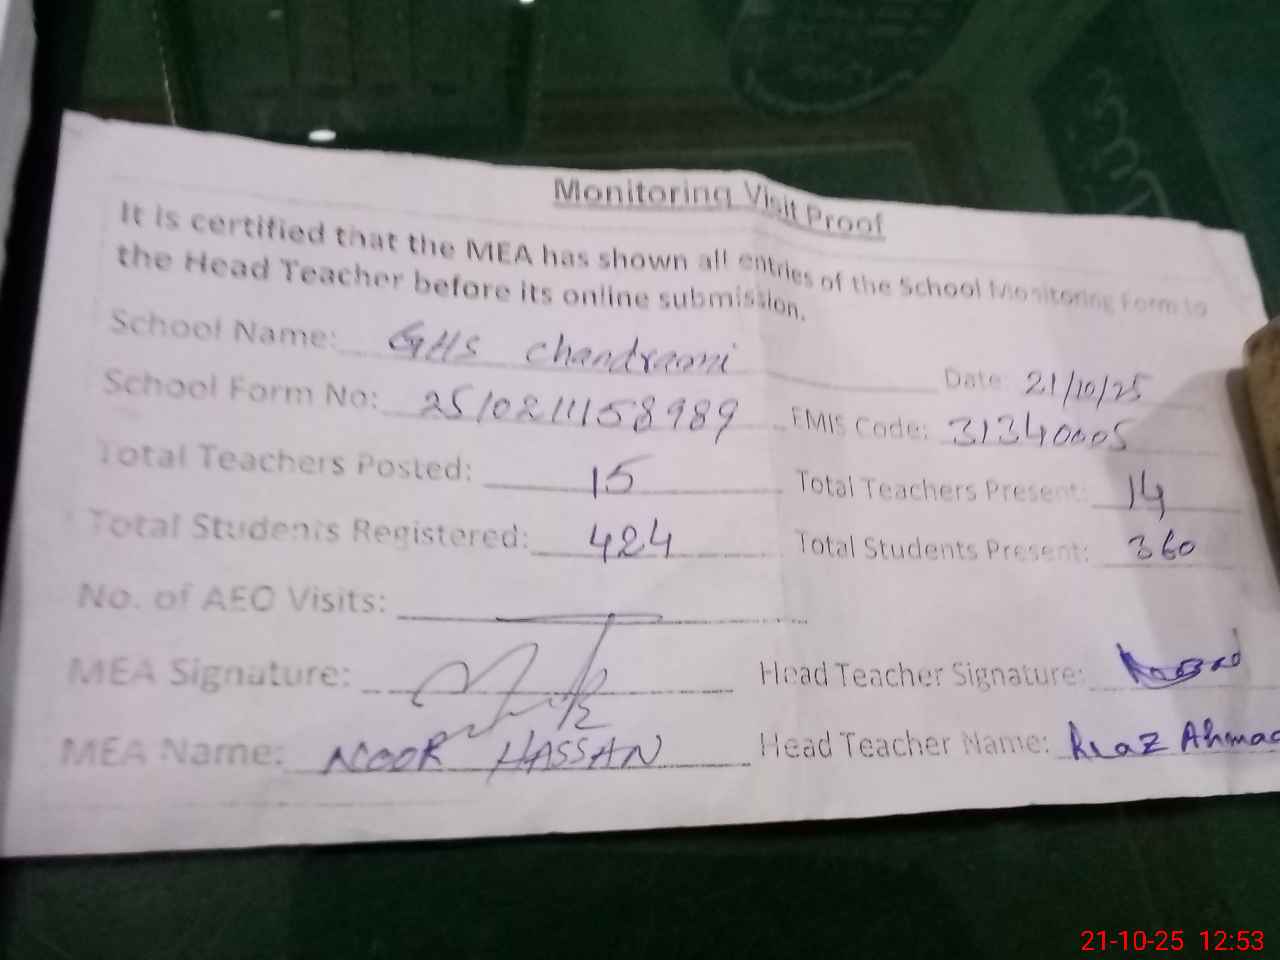 Monitoring Visit Proof
It is certified that the MEA has shown all entries of the School Monitoring Form to
the Head Teacher before its online submission.
School Name: GHS Chandraami Date: 21/10/25
School Form No: 2510211158989 EMIS Code: 31340005
Total Teachers Posted: 15 Total Teachers Present: 14
Total Students Registered: 424 Total Students Present: 360
No. of AEO Visits:
MEA Signature: Head Teacher Signature:
MEA Name: NOOR HASSAN Head Teacher Name: Riaz Ahmad
21-10-25 12:53